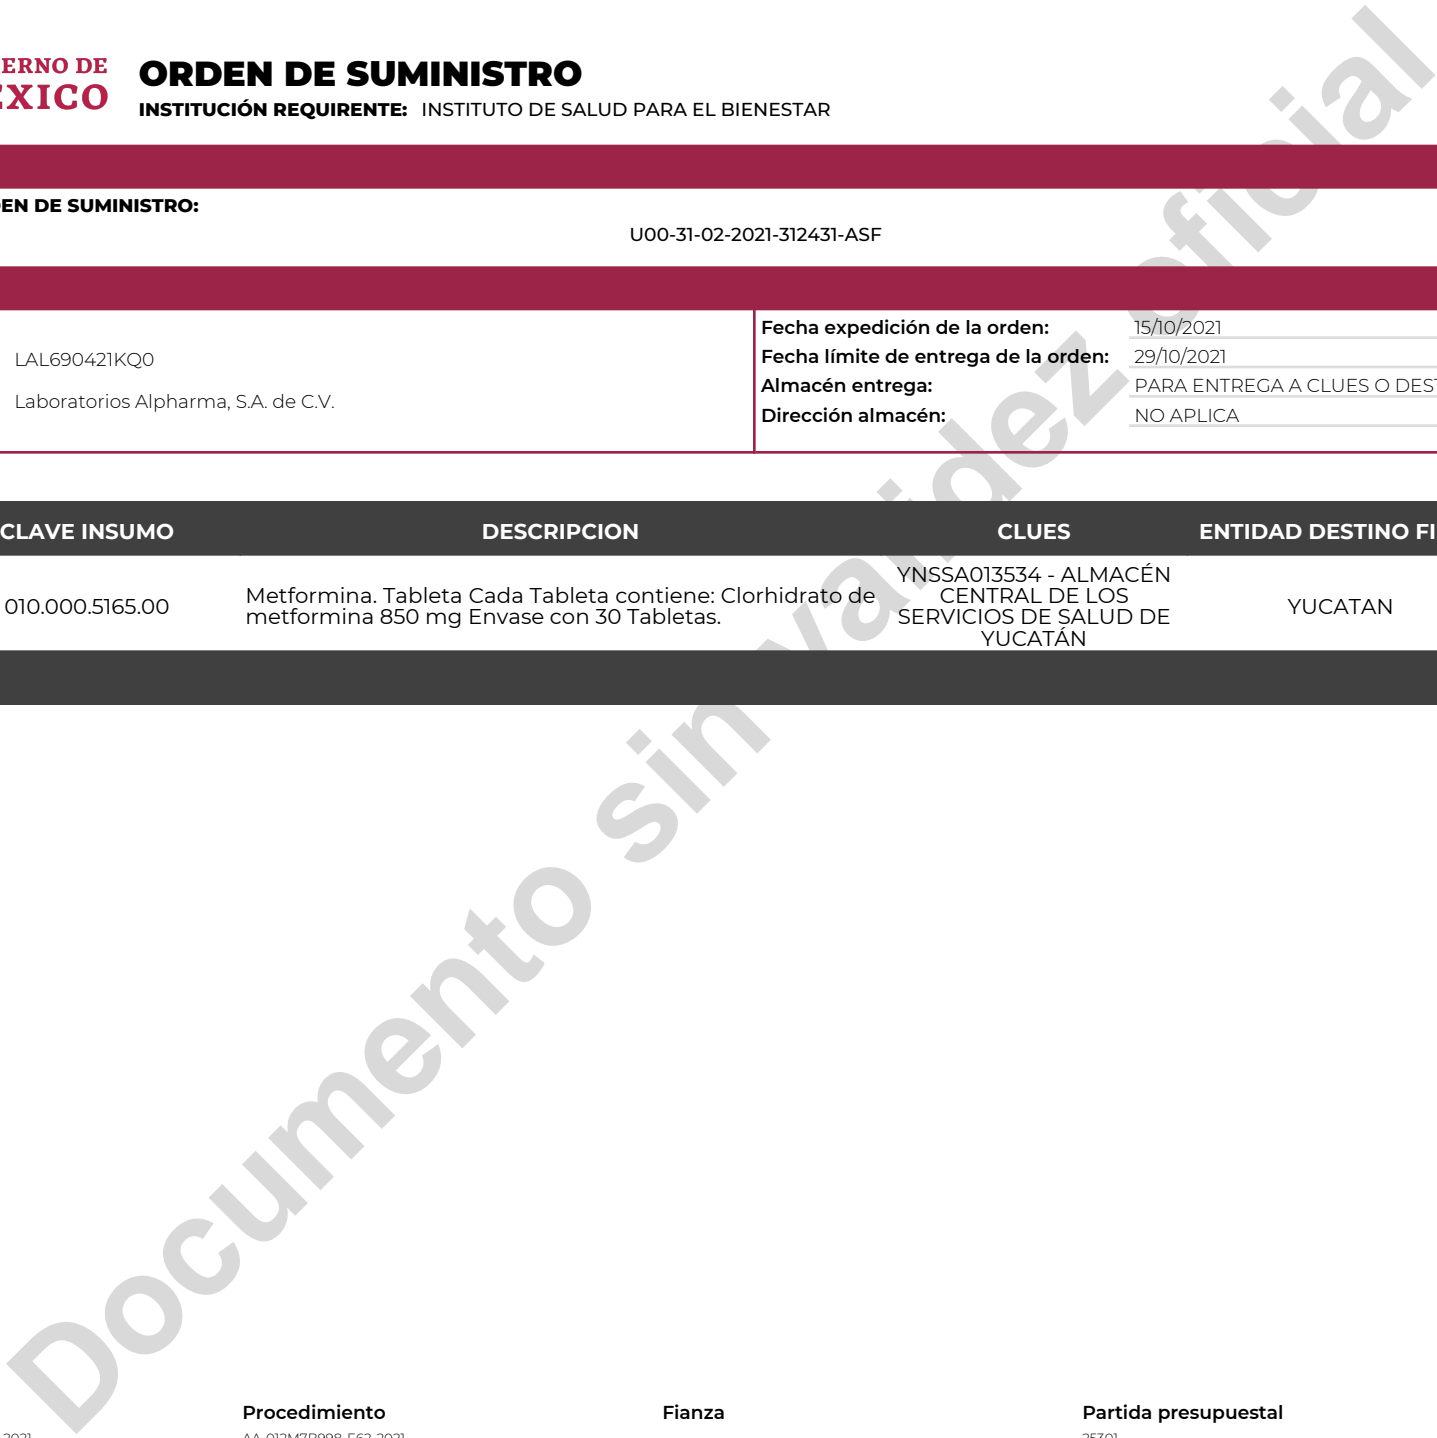 ERNO DE
ÉXICO
ORDEN DE SUMINISTRO
INSTITUCIÓN REQUIRENTE: INSTITUTO DE SALUD PARA EL BIENESTAR
EN DE SUMINISTRO:
U00-31-02-2021-312431-ASF
LAL690421KQ0
Laboratorios Alpharma, S.A. de C.V.
Fecha expedición de la orden: 15/10/2021
Fecha límite de entrega de la orden: 29/10/2021
Almacén entrega: PARA ENTREGA A CLUES O DEST
Dirección almacén: NO APLICA
CLAVE INSUMO DESCRIPCION CLUES ENTIDAD DESTINO FI
010.000.5165.00
Metformina. Tableta Cada Tableta contiene: Clorhidrato de
metformina 850 mg Envase con 30 Tabletas.
YNSSA013534 - ALMACÉN
CENTRAL DE LOS
SERVICIOS DE SALUD DE
YUCATÁN
YUCATAN
Documento sin validez oficial
Procedimiento Fianza Partida presupuestal